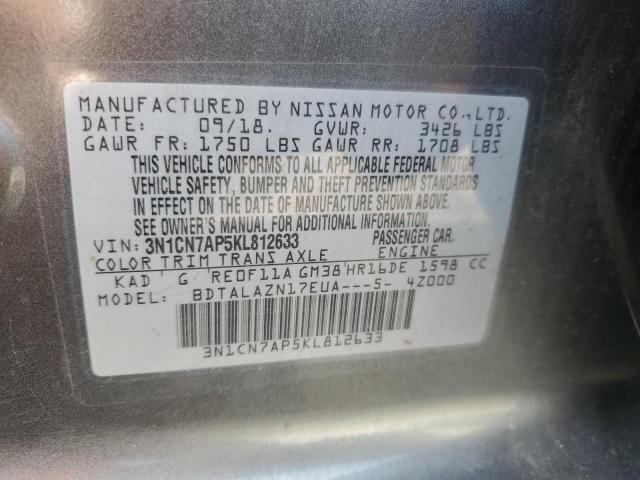 MANUFACTURED BY NISSAN MOTOR CO., LTD.
DATE: 09/18. GVWR: 3426 LBS
GAWR FR: 1750 LBS GAWR RR: 1708 LBS
THIS VEHICLE CONFORMS TO ALL APPLICABLE FEDERAL MOTOR
VEHICLE SAFETY, BUMPER AND THEFT PREVENTION STANDARDS
IN EFFECT ON THE DATE OF MANUFACTURE SHOWN ABOVE.
SEE OWNER'S MANUAL FOR ADDITIONAL INFORMATION.
VIN: 3N1CN7AP5KL812633 PASSENGER CAR.
COLOR TRIM TRANS AXLE ENGINE
KAD G RE0F11A GM38 HR16DE 1598 CC
MODEL: BDTALAZN17EUA---5- 4Z000
3N1CN7AP5KL812633